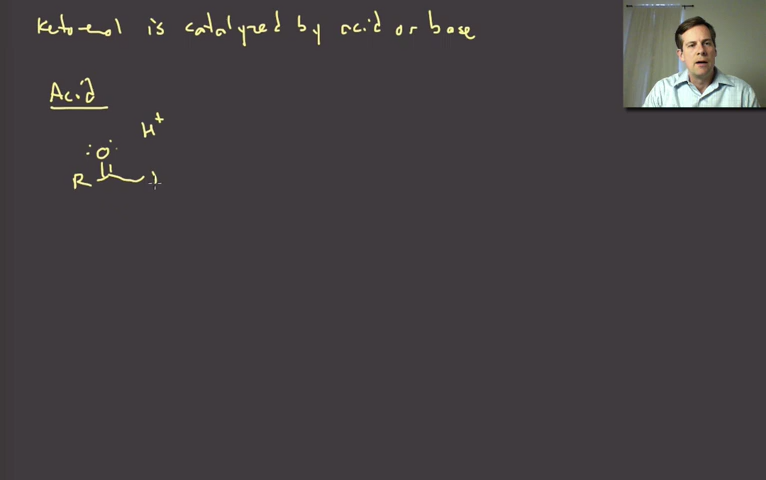 Keto-enol is catalyzed by acid or base
Acid
H+
:O:
R